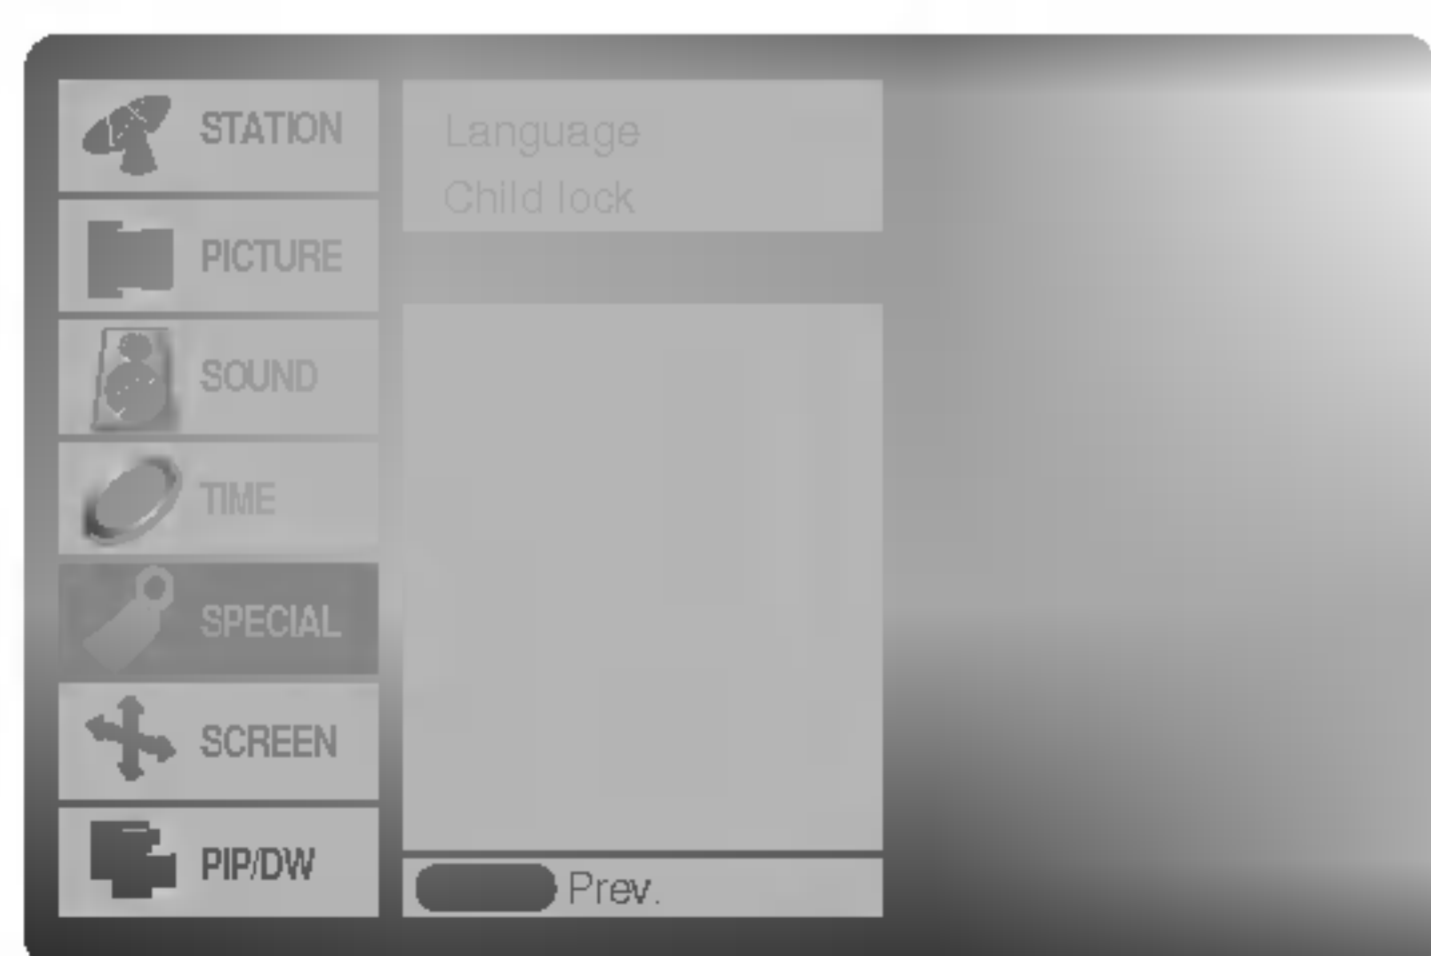 STATION
PICTURE
SOUND
TIME
SPECIAL
SCREEN
PIP/DW
Language
Child lock
Prev.